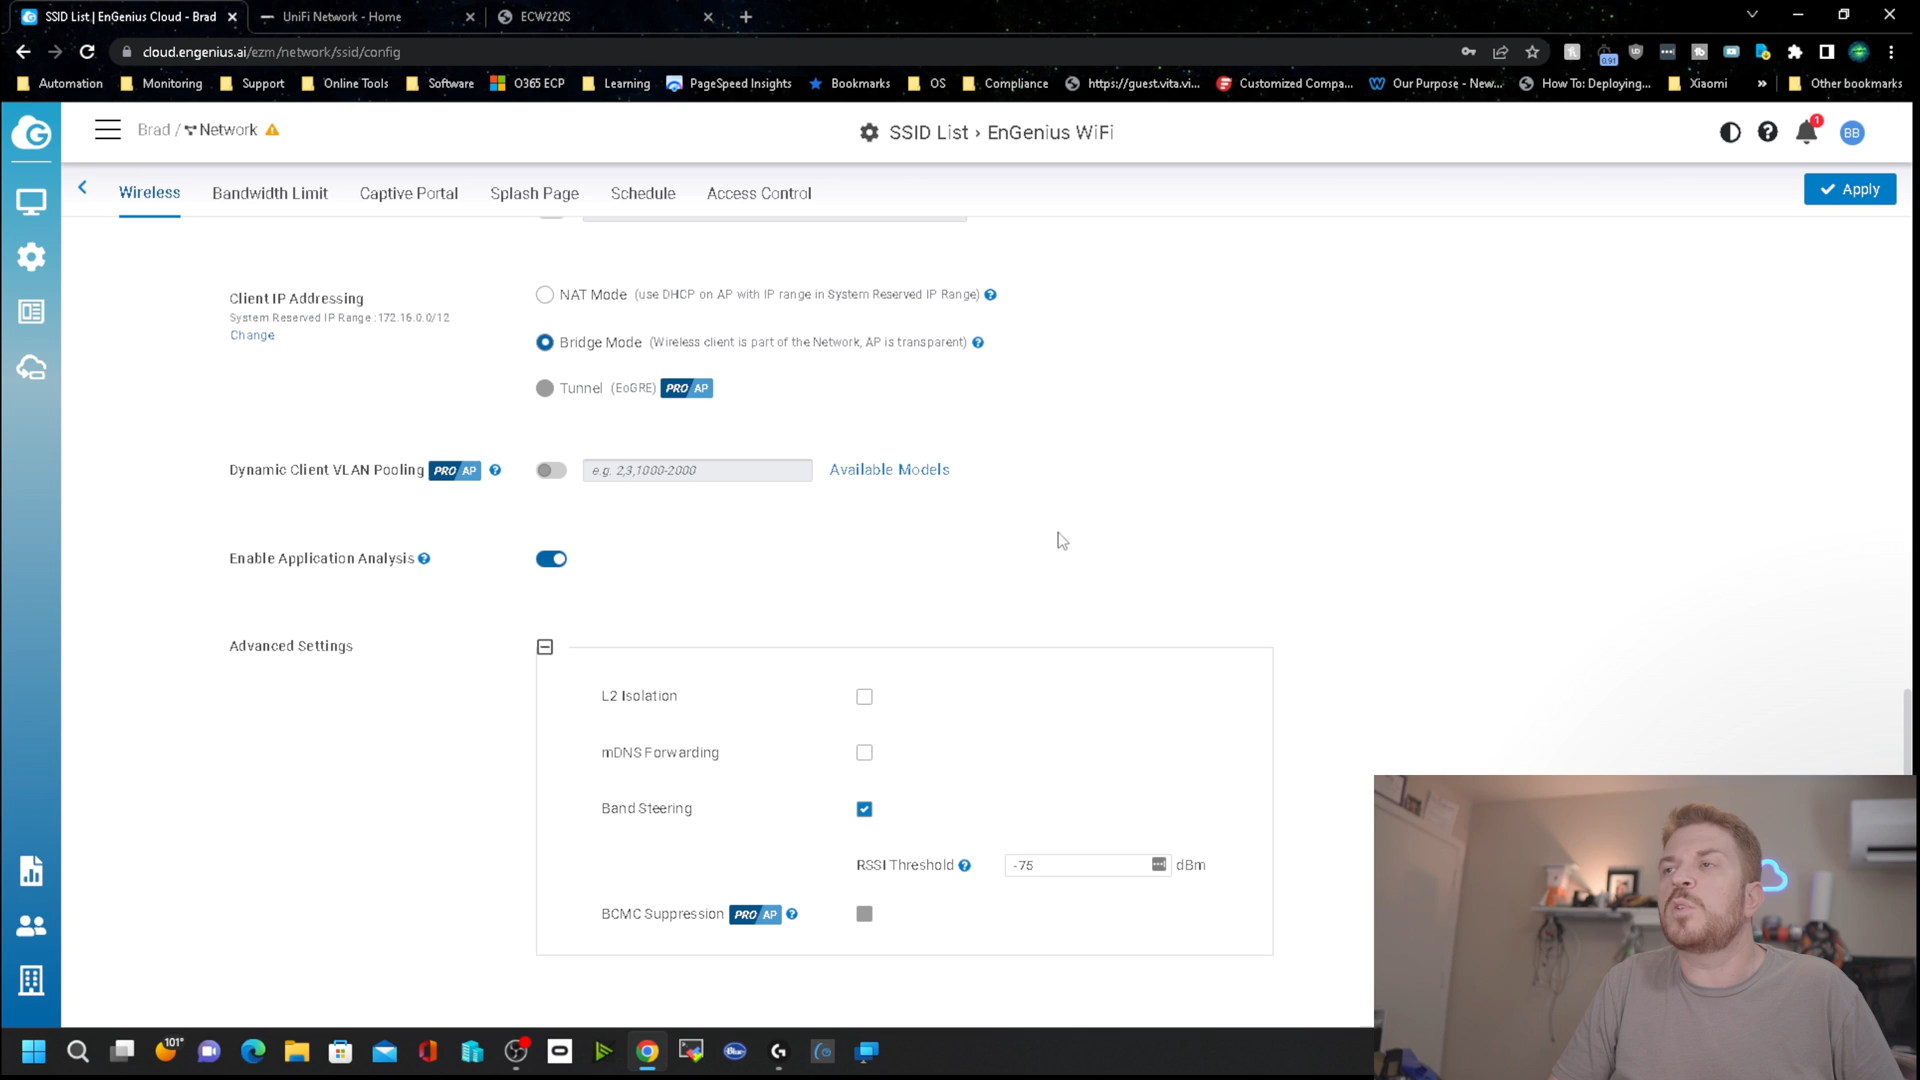 SSID List | EnGenius Cloud - Brad
UniFi Network - Home
ECW220S
cloud.engenius.ai/ezm/network/ssid/config
0.91
Automation
Monitoring
Support
Online Tools
Software
O365 ECP
Learning
PageSpeed Insights
Bookmarks
OS
Compliance
https://guest.vita.vi...
Customized Compa...
Our Purpose - New...
How To: Deploying...
Xiaomi
»
Other bookmarks
Brad / Network
SSID List › EnGenius WiFi
1
BB
Wireless
Bandwidth Limit
Captive Portal
Splash Page
Schedule
Access Control
Apply
Client IP Addressing
System Reserved IP Range :172.16.0.0/12
Change
NAT Mode (use DHCP on AP with IP range in System Reserved IP Range)
Bridge Mode (Wireless client is part of the Network, AP is transparent)
Tunnel (EoGRE) PRO AP
Dynamic Client VLAN Pooling PRO AP
e.g. 2,3,1000-2000
Available Models
Enable Application Analysis
Advanced Settings
L2 Isolation
mDNS Forwarding
Band Steering
RSSI Threshold
-75
dBm
BCMC Suppression PRO AP
101°